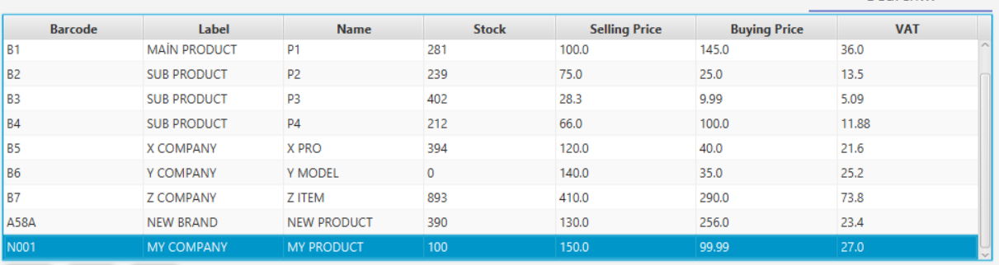 Barcode Label Name Stock Selling Price Buying Price VAT
B1 MAİN PRODUCT P1 281 100.0 145.0 36.0
B2 SUB PRODUCT P2 239 75.0 25.0 13.5
B3 SUB PRODUCT P3 402 28.3 9.99 5.09
B4 SUB PRODUCT P4 212 66.0 100.0 11.88
B5 X COMPANY X PRO 394 120.0 40.0 21.6
B6 Y COMPANY Y MODEL 0 140.0 35.0 25.2
B7 Z COMPANY Z ITEM 893 410.0 290.0 73.8
A58A NEW BRAND NEW PRODUCT 390 130.0 256.0 23.4
N001 MY COMPANY MY PRODUCT 100 150.0 99.99 27.0